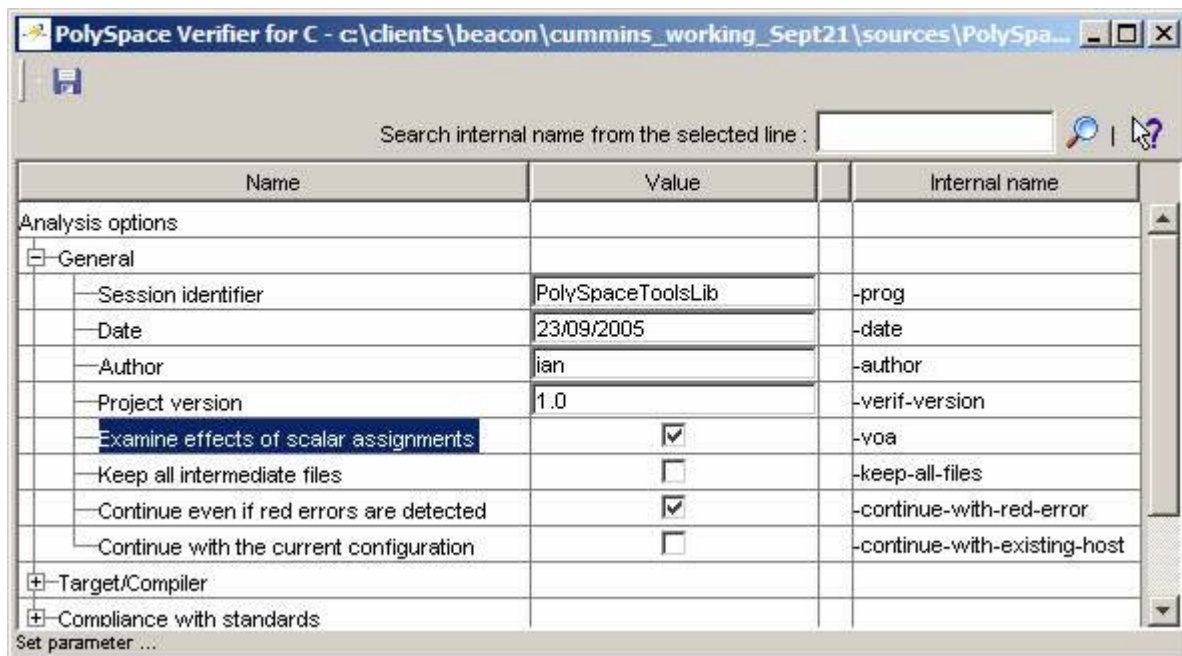 PolySpace Verifier for C - c:\clients\beacon\cummins_working_Sept21\sources\PolySpa...
Search internal name from the selected line :
Name Value Internal name
Analysis options
General
Session identifier PolySpaceToolsLib -prog
Date 23/09/2005 -date
Author ian -author
Project version 1.0 -verif-version
Examine effects of scalar assignments -voa
Keep all intermediate files -keep-all-files
Continue even if red errors are detected -continue-with-red-error
Continue with the current configuration -continue-with-existing-host
Target/Compiler
Compliance with standards
Set parameter ...